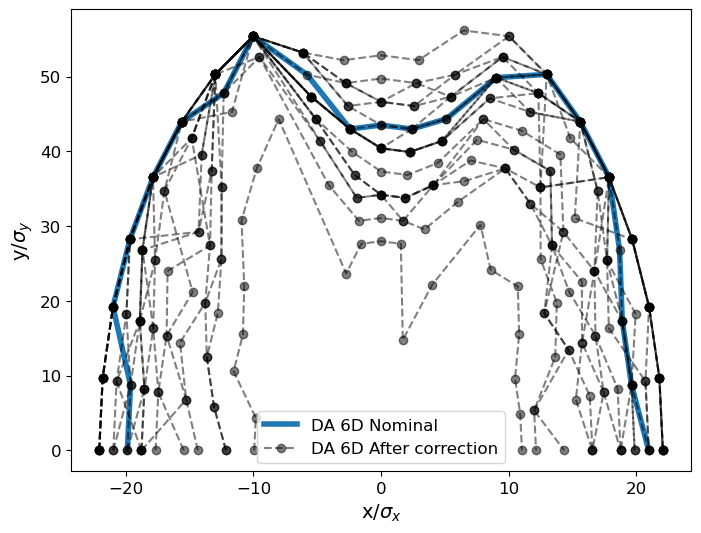 50
40
30
20
10
0
y/σy
DA 6D Nominal
DA 6D After correction
−20
−10
0
10
20
x/σx